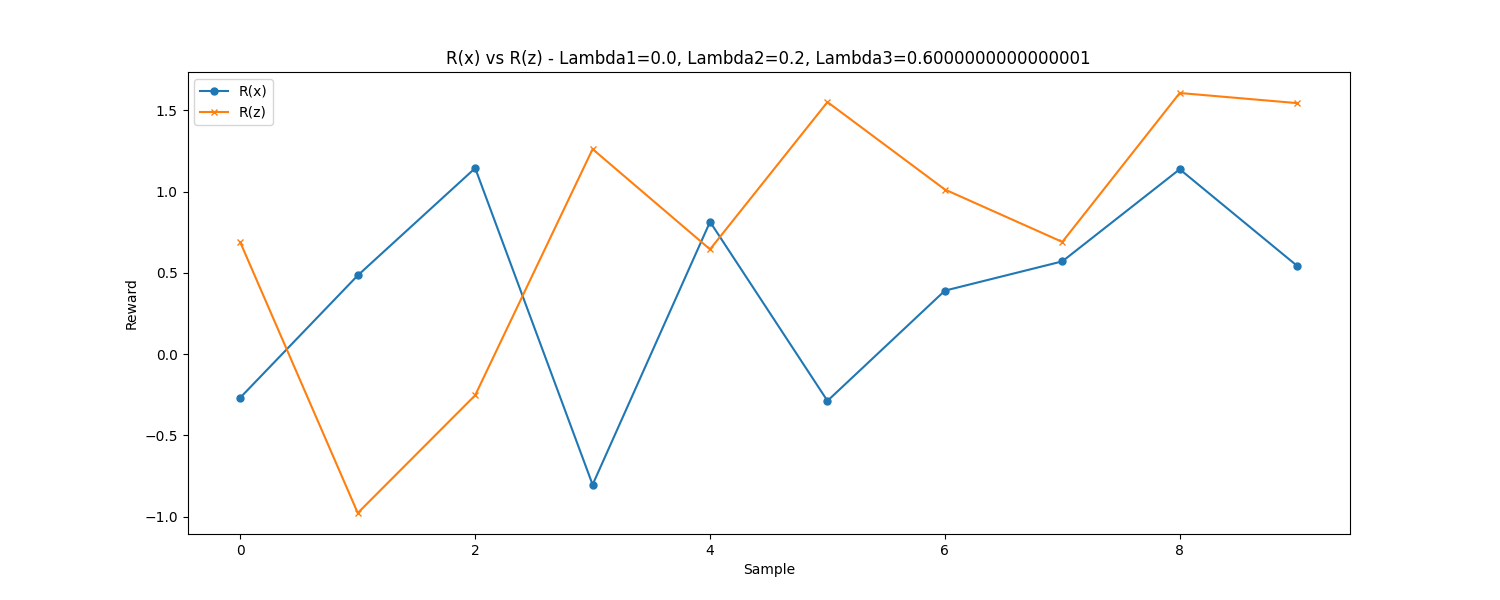 R(x) vs R(z) - Lambda1=0.0, Lambda2=0.2, Lambda3=0.6000000000000001
R(x)
R(z)
1.5
1.0
0.5
0.0
−0.5
−1.0
Reward
0 2 4 6 8
Sample